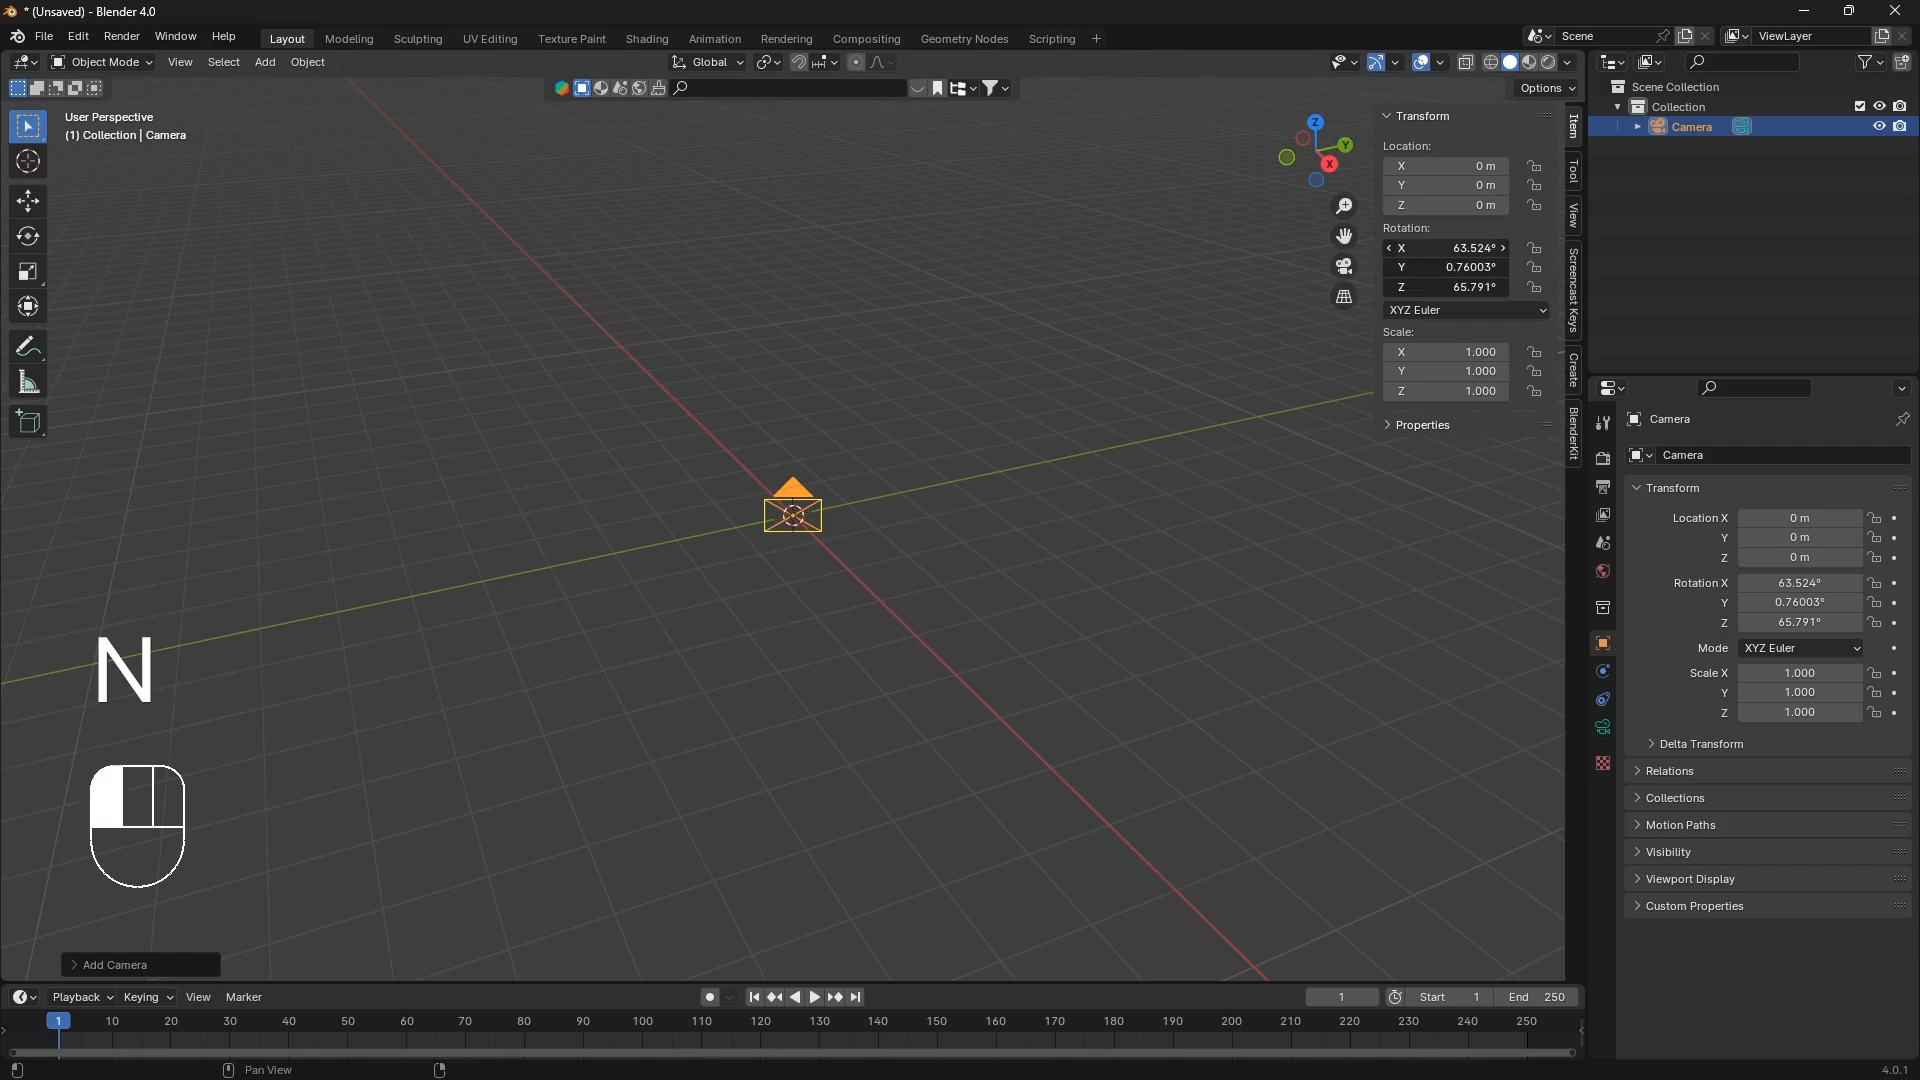 * (Unsaved) - Blender 4.0
File Edit Render Window Help
Layout Modeling Sculpting UV Editing Texture Paint Shading Animation Rendering Compositing Geometry Nodes Scripting +
Scene ViewLayer
Object Mode View Select Add Object
Global
Options
User Perspective
(1) Collection | Camera
Z
Y
X
Transform
Location:
X 0 m
Y 0 m
Z 0 m
Rotation:
X 63.524°
Y 0.76003°
Z 65.791°
XYZ Euler
Scale:
X 1.000
Y 1.000
Z 1.000
Properties
Item
Tool
View
Screencast Keys
Create
BlenderKit
Scene Collection
Collection
Camera
Camera
Camera
Transform
Location X 0 m
Y 0 m
Z 0 m
Rotation X 63.524°
Y 0.76003°
Z 65.791°
Mode XYZ Euler
Scale X 1.000
Y 1.000
Z 1.000
Delta Transform
Relations
Collections
Motion Paths
Visibility
Viewport Display
Custom Properties
N
Add Camera
Playback Keying View Marker
1 Start 1 End 250
1 10 20 30 40 50 60 70 80 90 100 110 120 130 140 150 160 170 180 190 200 210 220 230 240 250
Pan View
4.0.1